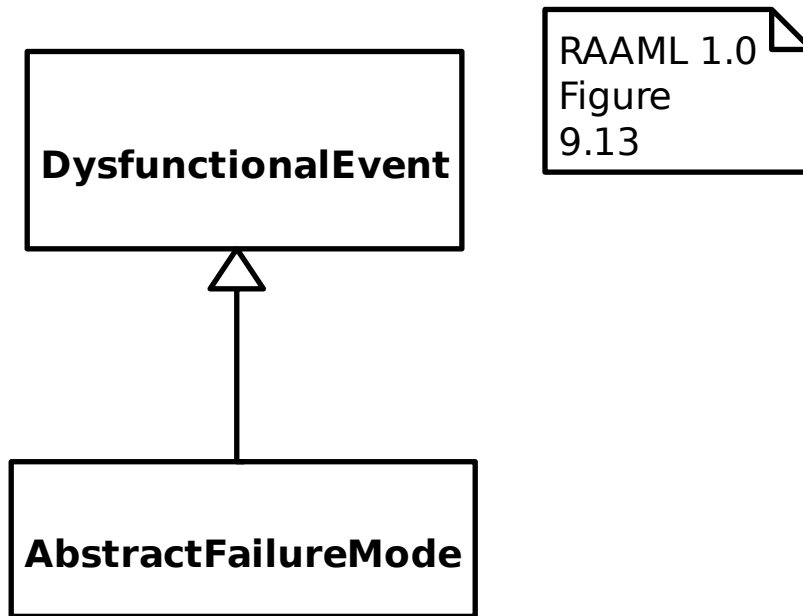 DysfunctionalEvent
RAAML 1.0
Figure
9.13
AbstractFailureMode